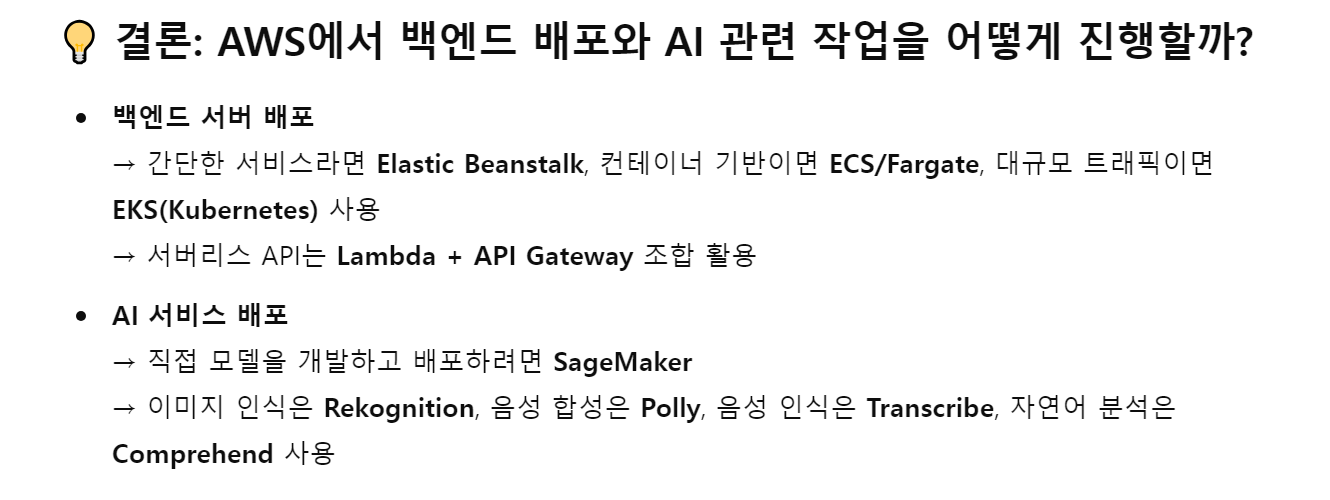 💡 결론: AWS에서 백엔드 배포와 AI 관련 작업을 어떻게 진행할까?
• 백엔드 서버 배포
→ 간단한 서비스라면 Elastic Beanstalk, 컨테이너 기반이면 ECS/Fargate, 대규모 트래픽이면
EKS(Kubernetes) 사용
→ 서버리스 API는 Lambda + API Gateway 조합 활용
• AI 서비스 배포
→ 직접 모델을 개발하고 배포하려면 SageMaker
→ 이미지 인식은 Rekognition, 음성 합성은 Polly, 음성 인식은 Transcribe, 자연어 분석은
Comprehend 사용